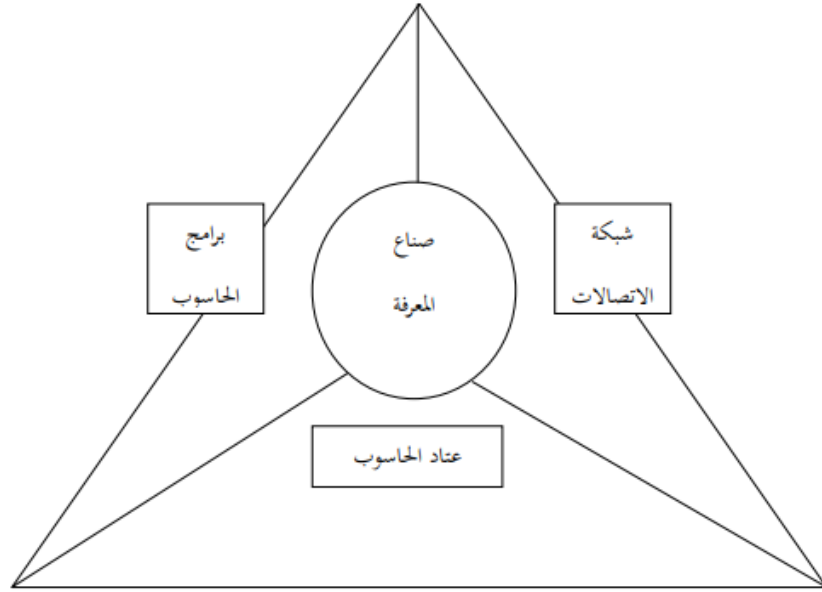 شبكة
الاتصالات
صناع
المعرفة
برامج
الحاسوب
عتاد الحاسوب